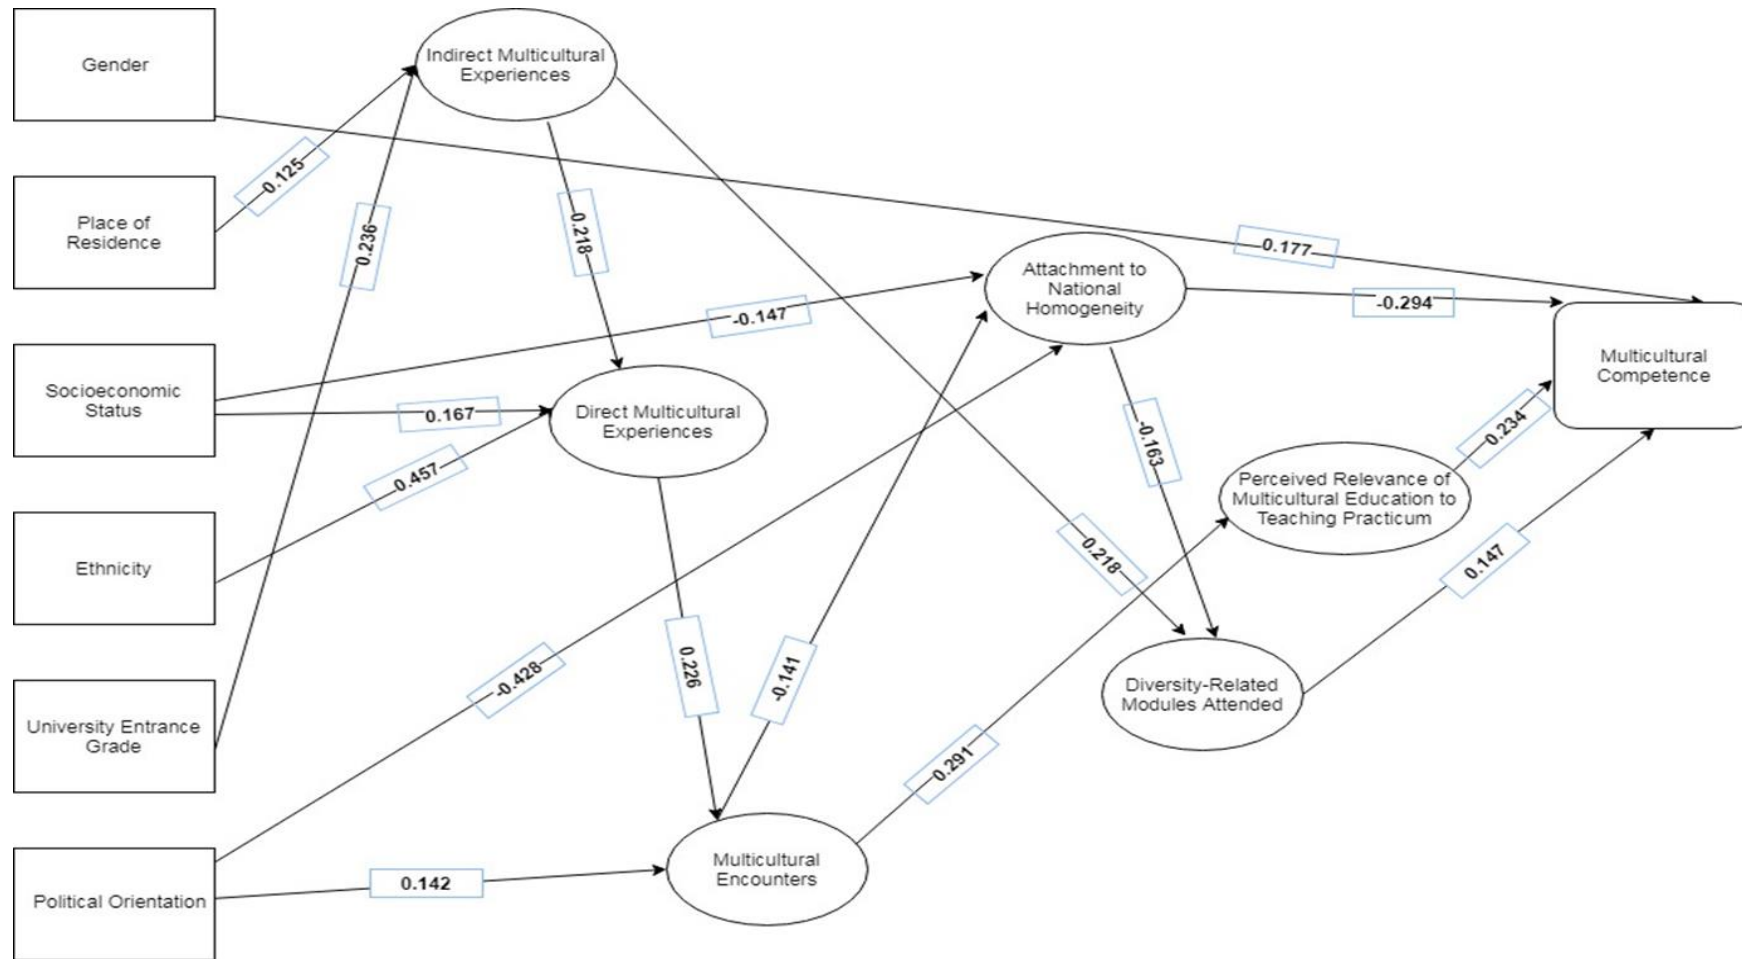 Gender
Indirect Multicultural
Experiences
0.125
Place of
Residence
0.236
0.218
0.177
Attachment to
National
Homogeneity
-0.294
-0.147
Multicultural
Competence
Socioeconomic
Status
0.167
Direct Multicultural
Experiences
0.457
-0.163
0.234
Perceived Relevance of
Multicultural Education to
Teaching Practicum
Ethnicity
0.218
0.147
-0.428
0.226
-0.141
Diversity-Related
Modules Attended
University Entrance
Grade
0.291
Political Orientation
0.142
Multicultural
Encounters